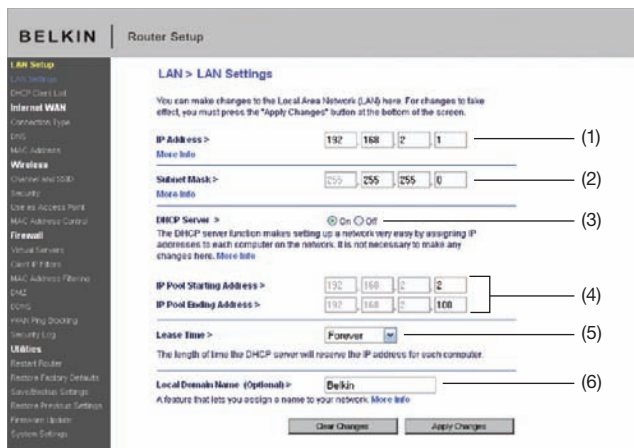 BELKIN
Router Setup
LAN Setup
LAN Settings
DHCP Client List
Internet WAN
Connection Type
DNS
MAC Address
Wireless
Channel and SSID
Security
Use as Access Point
MAC Address Control
Firewall
Virtual Servers
Client IP Filters
MAC Address Filtering
DMZ
DDNS
WAN Ping Blocking
Security Log
Utilities
Restart Router
Restore Factory Defaults
Save/Backup Settings
Restore Previous Settings
Firmware Update
System Settings
LAN > LAN Settings
You can make changes to the Local Area Network (LAN) here. For changes to take
effect, you must press the "Apply Changes" button at the bottom of the screen.
IP Address > 192 . 168 . 2 . 1 (1)
More Info
Subnet Mask > 255 . 255 . 255 . 0 (2)
More Info
DHCP Server > On Off (3)
The DHCP server function makes setting up a network very easy by assigning IP
addresses to each computer on the network. It is not necessary to make any
changes here. More Info
IP Pool Starting Address > 192 . 168 . 2 . 2
(4)
IP Pool Ending Address > 192 . 168 . 2 . 100
Lease Time > Forever (5)
The length of time the DHCP server will reserve the IP address for each computer.
Local Domain Name (Optional) > Belkin (6)
A feature that lets you assign a name to your network. More Info
Clear Changes Apply Changes